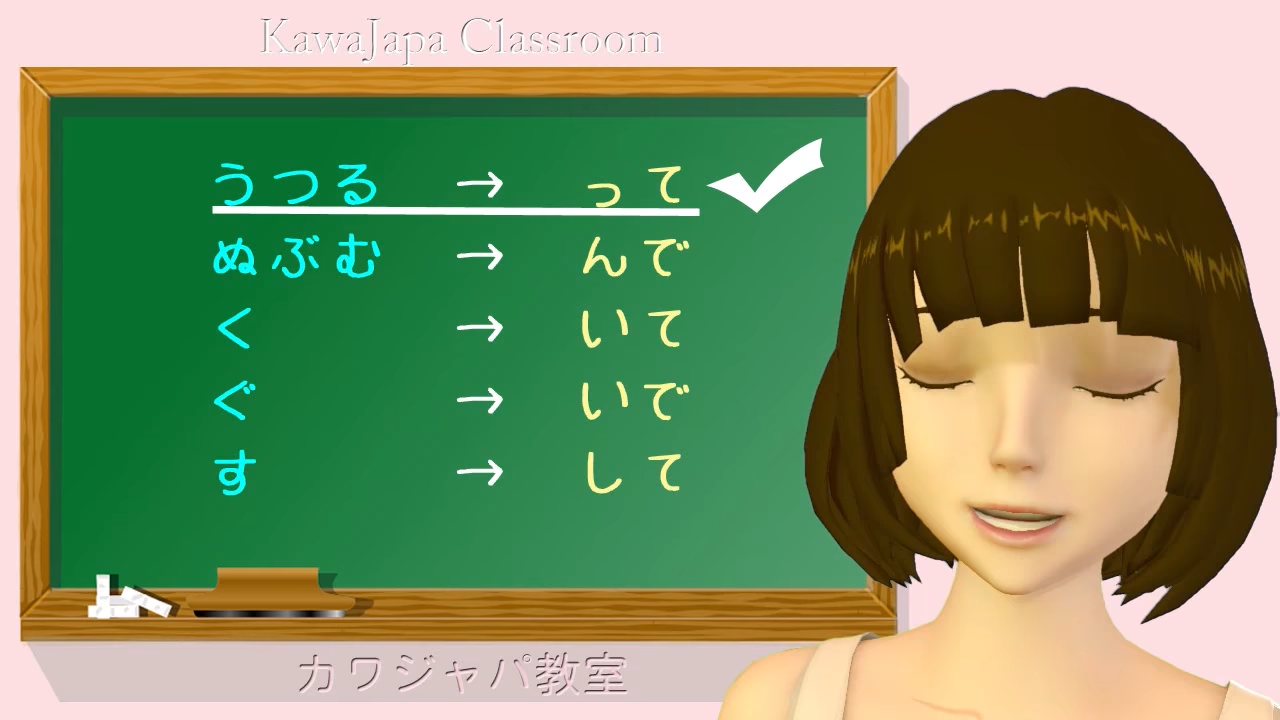 KawaJapa Classroom
うつる → って
ぬぶむ → んで
く → いて
ぐ → いで
す → して
カワジャパ教室